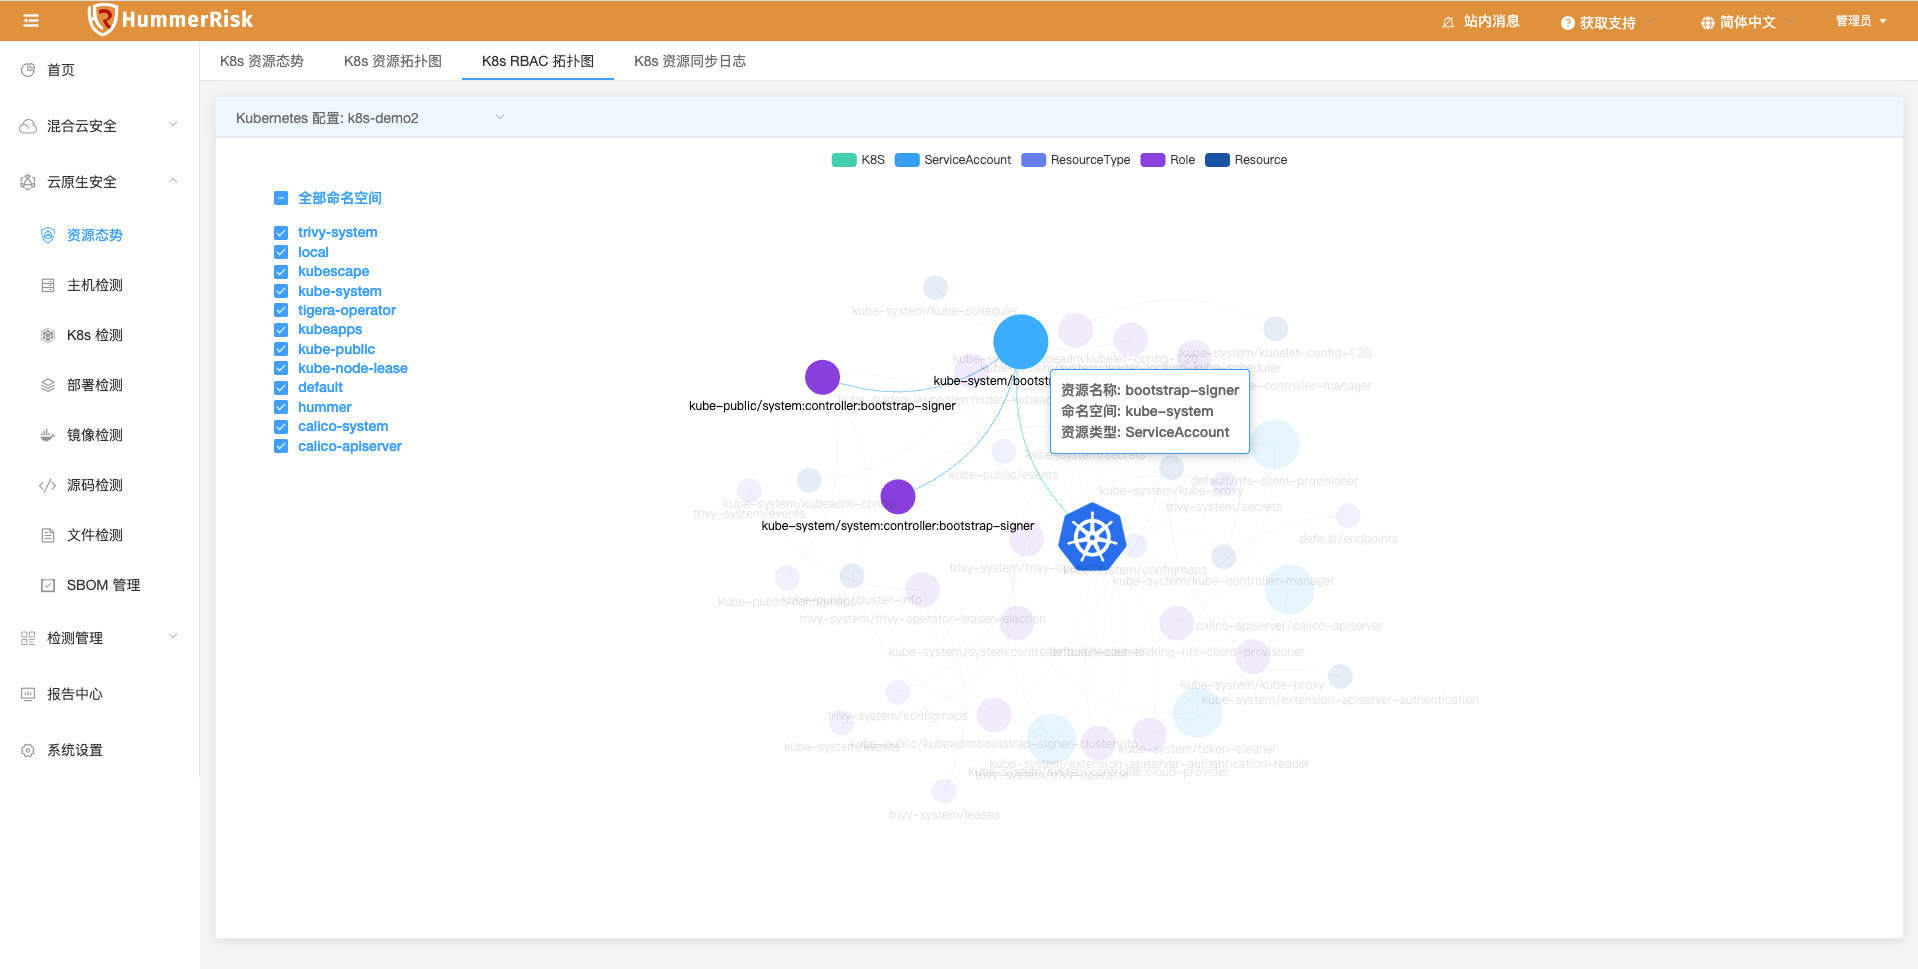 HummerRisk
站内消息
获取支持
简体中文
管理员
首页
混合云安全
云原生安全
资源态势
主机检测
K8s 检测
部署检测
镜像检测
源码检测
文件检测
SBOM 管理
检测管理
报告中心
系统设置
K8s 资源态势
K8s 资源拓扑图
K8s RBAC 拓扑图
K8s 资源同步日志
Kubernetes 配置: k8s-demo2
K8S
ServiceAccount
ResourceType
Role
Resource
全部命名空间
trivy-system
local
kubescape
kube-system
tigera-operator
kubeapps
kube-public
kube-node-lease
default
hummer
calico-system
calico-apiserver
kube-system/kube-scheduler
kube-system/kubelet-config-1.20
kube-system/bootst
资源名称: bootstrap-signer
命名空间: kube-system
资源类型: ServiceAccount
kube-public/system:controller:bootstrap-signer
kube-system/secrets
kube-public/events
default/nfs-client-provisioner
kube-system/kube-proxy
trivy-system/secrets
kube-system/kubeadm-config
trivy-system/events
kube-system/system:controller:bootstrap-signer
default/endpoints
kube-system/configmaps
kube-system/kube-controller-manager
kube-public/configmaps
kube-public/cluster-info
trivy-system/trivy-operator-leader-election
calico-apiserver/calico-apiserver
kube-system/kube-proxy
kube-system/extension-apiserver-authentication
trivy-system/configmaps
kube-system/events
kube-public/kubeadm:bootstrap-signer-clusterinfo
kube-system/token-cleaner
kube-system/extension-apiserver-authentication-reader
kube-system/system:controller:cloud-provider
trivy-system/trivy-operator
trivy-system/leases